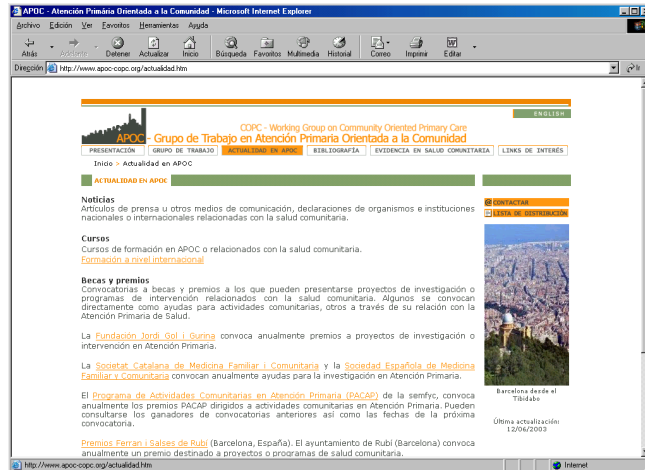 APOC - Atención Primária Orientada a la Comunidad - Microsoft Internet Explorer
Archivo Edición Ver Favoritos Herramientas Ayuda
Atrás Adelante Detener Actualizar Inicio Búsqueda Favoritos Multimedia Historial Correo Imprimir Editar
Dirección http://www.apoc-copc.org/actualidad.htm Ir
ENGLISH
COPC - Working Group on Community Oriented Primary Care
APOC - Grupo de Trabajo en Atención Primaria Orientada a la Comunidad
PRESENTACIÓN GRUPO DE TRABAJO ACTUALIDAD EN APOC BIBLIOGRAFÍA EVIDENCIA EN SALUD COMUNITARIA LINKS DE INTERÉS
Inicio > Actualidad en APOC
ACTUALIDAD EN APOC
Noticias
Artículos de prensa u otros medios de comunicación, declaraciones de organismos e instituciones
nacionales o internacionales relacionadas con la salud comunitaria.
Cursos
Cursos de formación en APOC o relacionados con la salud comunitaria.
Formación a nivel internacional
Becas y premios
Convocatorias a becas y premios a los que pueden presentarse proyectos de investigación o
programas de intervención relacionados con la salud comunitaria. Algunos se convocan
directamente como ayudas para actividades comunitarias, otros a través de su relación con la
Atención Primaria de Salud.
La Fundación Jordi Gol i Gurina convoca anualmente premios a proyectos de investigación o
intervención en Atención Primaria.
La Societat Catalana de Medicina Familiar i Comunitaria y la Sociedad Española de Medicina
Familiar y Comunitaria convocan anualmente ayudas para la investigación en Atención Primaria.
El Programa de Actividades Comunitarias en Atención Primaria (PACAP) de la semfyc, convoca
anualmente los premios PACAP dirigidos a actividades comunitarias en Atención Primaria. Pueden
consultarse los ganadores de convocatorias anteriores así como las fechas de la próxima
convocatoria.
Premios Ferran i Salses de Rubí (Barcelona, España). El ayuntamiento de Rubí (Barcelona) convoca
anualmente un premio destinado a proyectos o programas de salud comunitaria.
@ CONTACTAR
LISTA DE DISTRIBUCIÓN
Barcelona desde el
Tibidabo
Última actualización:
12/06/2003
http://www.apoc-copc.org/actualidad.htm Internet